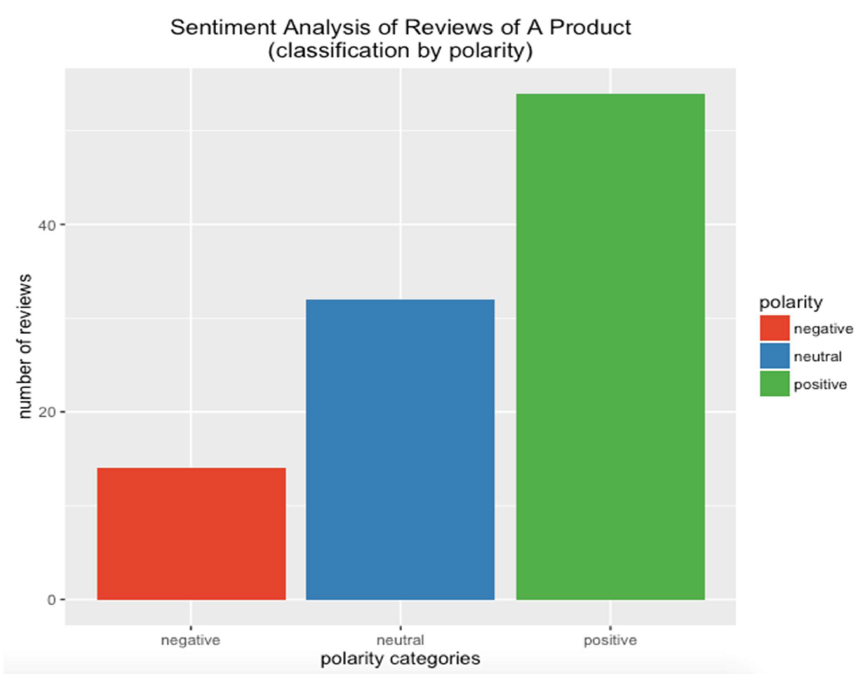 Sentiment Analysis of Reviews of A Product
(classification by polarity)
number of reviews
40
20
0
negative
neutral
positive
polarity categories
polarity
negative
neutral
positive